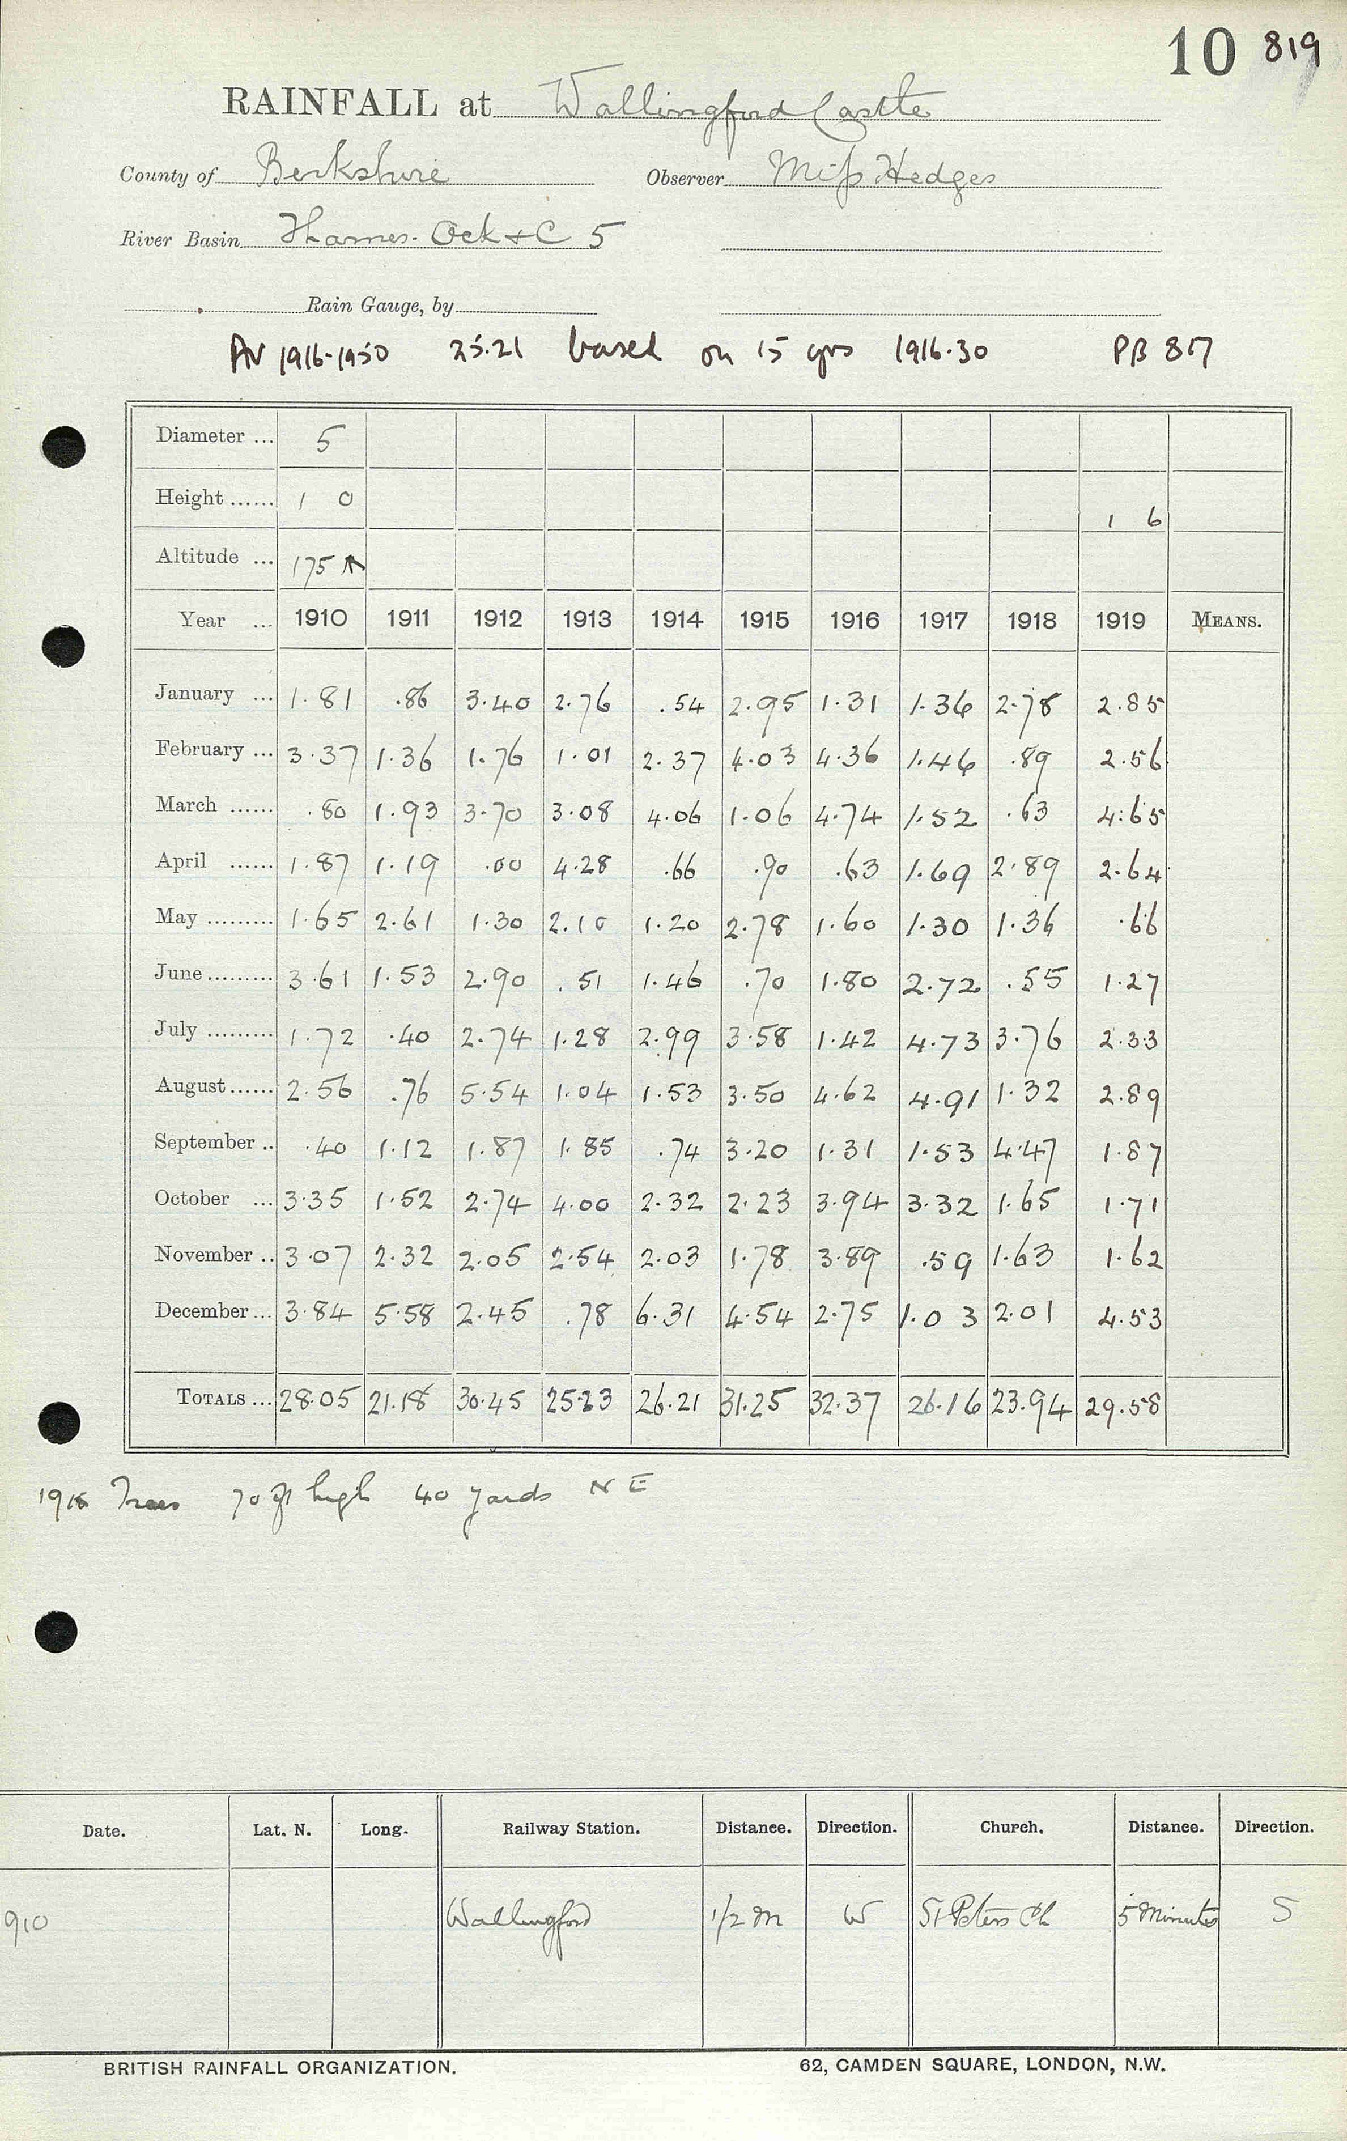 10 819
RAINFALL at Wallingford Castle
County of Berkshire Observer Miss Hedges
River Basin Thames. Ock + C 5
Rain Gauge, by
Av 1916-1950 25.21 based on 15 yrs 1916-30 PB 817
Diameter ... 5
Height ...... 1 0 1 6
Altitude ... 175
Year ... 1910 1911 1912 1913 1914 1915 1916 1917 1918 1919 MEANS.
January ... 1.81 .86 3.40 2.76 .54 2.95 1.31 1.36 2.78 2.85
February ... 3.37 1.36 1.76 1.01 2.37 4.03 4.36 1.46 .89 2.56
March ...... .80 1.93 3.70 3.08 4.06 1.06 4.74 1.52 .63 4.65
April ...... 1.87 1.19 .00 4.28 .66 .90 .63 1.69 2.89 2.64
May ......... 1.65 2.61 1.30 2.10 1.20 2.78 1.60 1.30 1.36 .66
June ......... 3.61 1.53 2.90 .51 1.46 .70 1.80 2.72 .55 1.27
July ......... 1.72 .40 2.74 1.28 2.99 3.58 1.42 4.73 3.76 2.33
August ...... 2.56 .76 5.54 1.04 1.53 3.50 4.62 4.91 1.32 2.89
September .. .40 1.12 1.87 1.85 .74 3.20 1.31 1.53 4.47 1.87
October ... 3.35 1.52 2.74 4.00 2.32 2.23 3.94 3.32 1.65 1.71
November .. 3.07 2.32 2.05 2.54 2.03 1.78 3.89 .59 1.63 1.62
December ... 3.84 5.58 2.45 .78 6.31 4.54 2.75 1.03 2.01 4.53
TOTALS ... 28.05 21.18 30.45 25.23 26.21 31.25 32.37 26.16 23.94 29.58
Trees 70 ft high 40 yards N E
Date. Lat. N. Long. Railway Station. Distance. Direction. Church. Distance. Direction.
910 Wallingford 1/2 m W St Peters Ch 5 Minutes S
BRITISH RAINFALL ORGANIZATION. 62, CAMDEN SQUARE, LONDON, N.W.